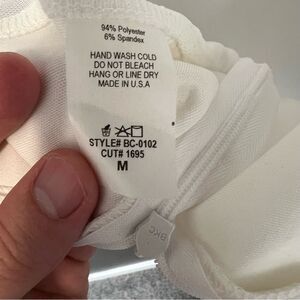 94% Polyester
6% Spandex
HAND WASH COLD
DO NOT BLEACH
HANG OR LINE DRY
MADE IN U.S.A
STYLE# BC-0102
CUT# 1695
M
BKC